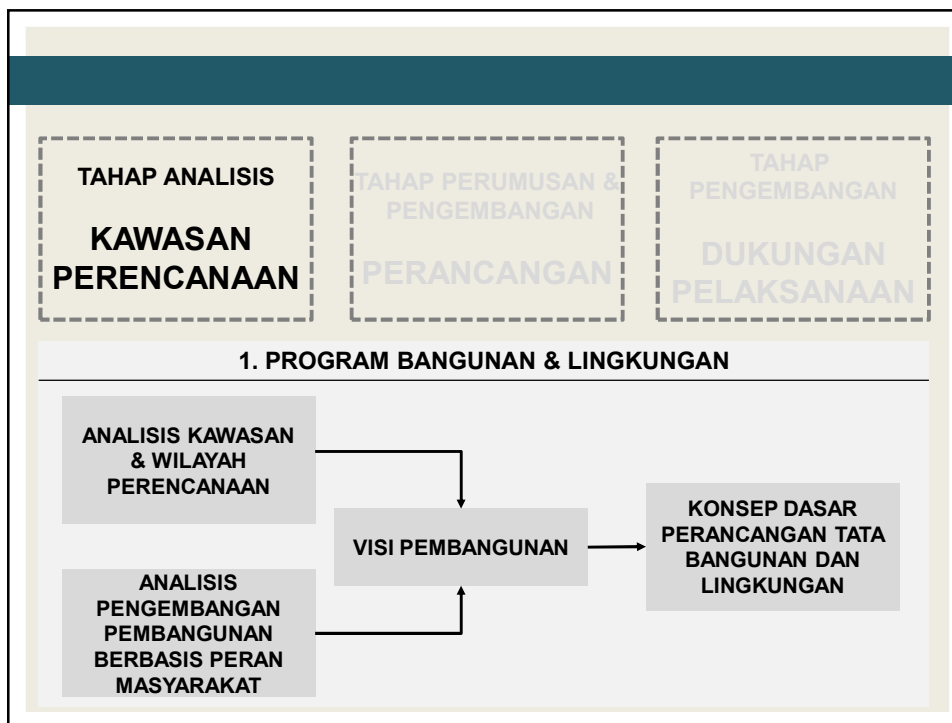 TAHAP ANALISIS
KAWASAN
PERENCANAAN
TAHAP PERUMUSAN &
PENGEMBANGAN
PERANCANGAN
TAHAP
PENGEMBANGAN
DUKUNGAN
PELAKSANAAN
1. PROGRAM BANGUNAN & LINGKUNGAN
ANALISIS KAWASAN
& WILAYAH
PERENCANAAN
ANALISIS
PENGEMBANGAN
PEMBANGUNAN
BERBASIS PERAN
MASYARAKAT
VISI PEMBANGUNAN
KONSEP DASAR
PERANCANGAN TATA
BANGUNAN DAN
LINGKUNGAN